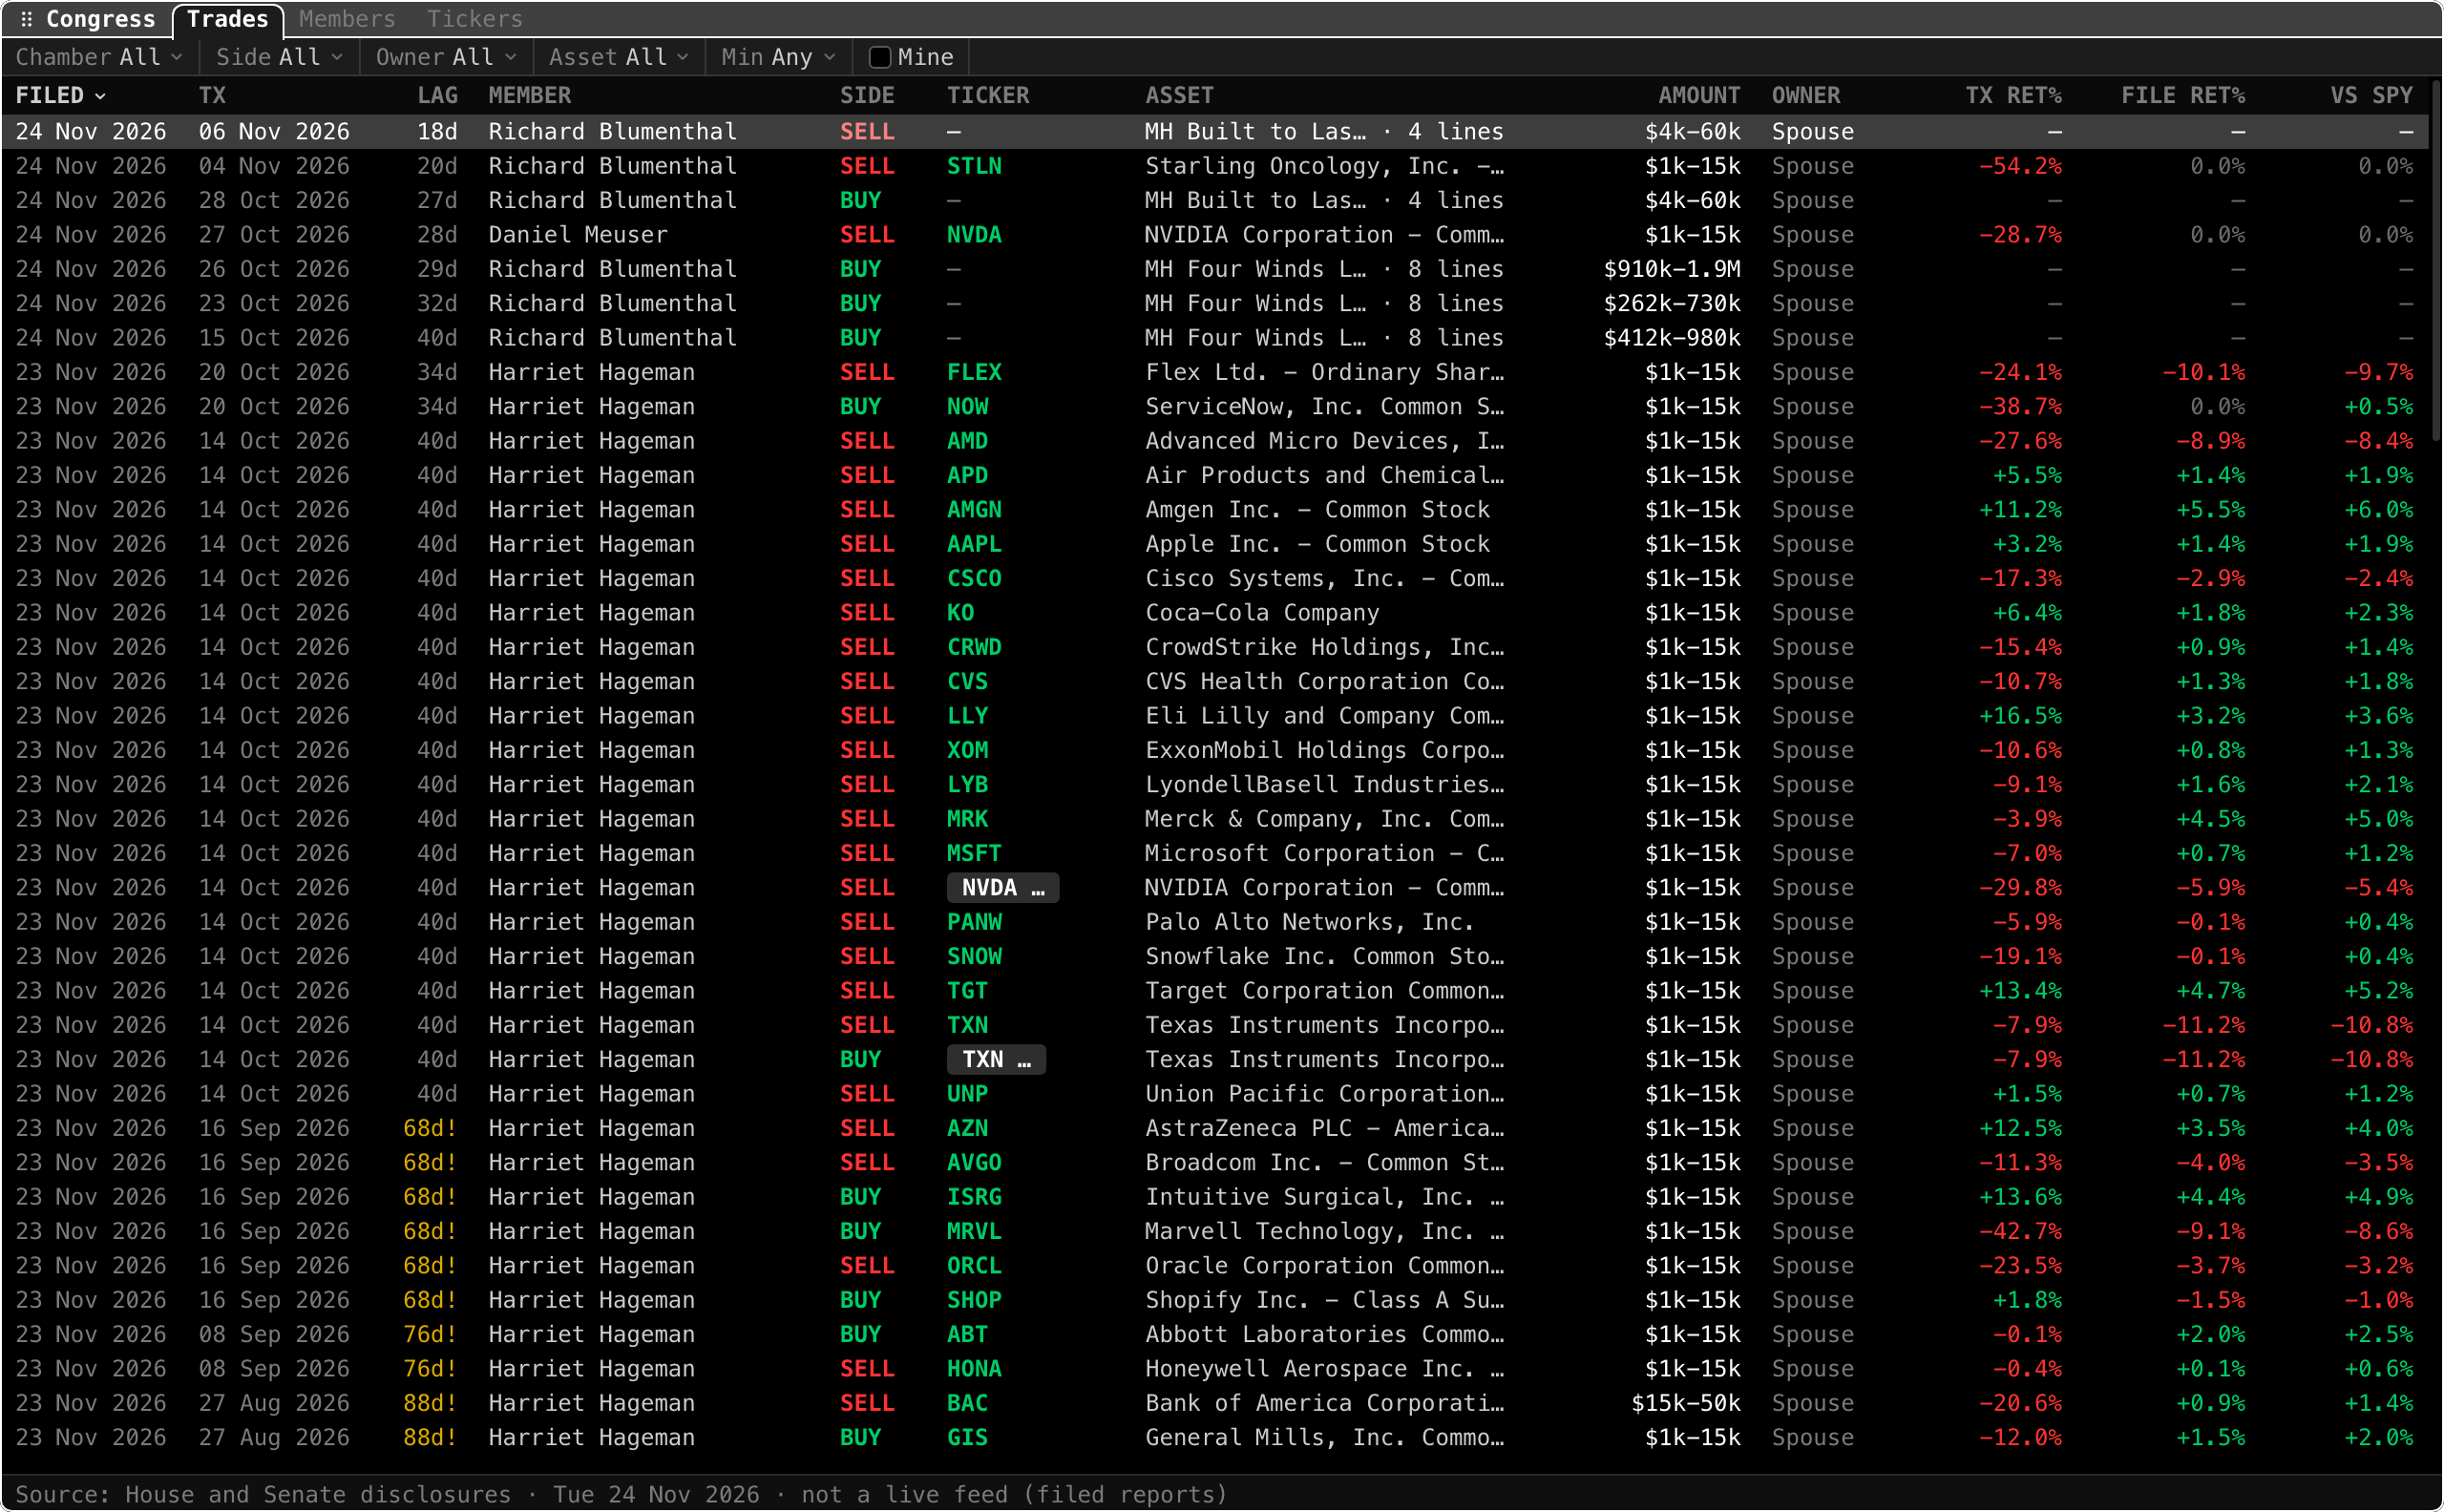 ⠿ Congress Trades Members Tickers
Chamber All Side All Owner All Asset All Min Any Mine
FILED TX LAG MEMBER SIDE TICKER ASSET AMOUNT OWNER TX RET% FILE RET% VS SPY
24 Nov 2026 06 Nov 2026 18d Richard Blumenthal SELL — MH Built to Las… · 4 lines $4k–60k Spouse — — —
24 Nov 2026 04 Nov 2026 20d Richard Blumenthal SELL STLN Starling Oncology, Inc. –… $1k–15k Spouse −54.2% 0.0% 0.0%
24 Nov 2026 28 Oct 2026 27d Richard Blumenthal BUY — MH Built to Las… · 4 lines $4k–60k Spouse — — —
24 Nov 2026 27 Oct 2026 28d Daniel Meuser SELL NVDA NVIDIA Corporation – Comm… $1k–15k Spouse −28.7% 0.0% 0.0%
24 Nov 2026 26 Oct 2026 29d Richard Blumenthal BUY — MH Four Winds L… · 8 lines $910k–1.9M Spouse — — —
24 Nov 2026 23 Oct 2026 32d Richard Blumenthal BUY — MH Four Winds L… · 8 lines $262k–730k Spouse — — —
24 Nov 2026 15 Oct 2026 40d Richard Blumenthal BUY — MH Four Winds L… · 8 lines $412k–980k Spouse — — —
23 Nov 2026 20 Oct 2026 34d Harriet Hageman SELL FLEX Flex Ltd. – Ordinary Shar… $1k–15k Spouse −24.1% −10.1% −9.7%
23 Nov 2026 20 Oct 2026 34d Harriet Hageman BUY NOW ServiceNow, Inc. Common S… $1k–15k Spouse −38.7% 0.0% +0.5%
23 Nov 2026 14 Oct 2026 40d Harriet Hageman SELL AMD Advanced Micro Devices, I… $1k–15k Spouse −27.6% −8.9% −8.4%
23 Nov 2026 14 Oct 2026 40d Harriet Hageman SELL APD Air Products and Chemical… $1k–15k Spouse +5.5% +1.4% +1.9%
23 Nov 2026 14 Oct 2026 40d Harriet Hageman SELL AMGN Amgen Inc. – Common Stock $1k–15k Spouse +11.2% +5.5% +6.0%
23 Nov 2026 14 Oct 2026 40d Harriet Hageman SELL AAPL Apple Inc. – Common Stock $1k–15k Spouse +3.2% +1.4% +1.9%
23 Nov 2026 14 Oct 2026 40d Harriet Hageman SELL CSCO Cisco Systems, Inc. – Com… $1k–15k Spouse −17.3% −2.9% −2.4%
23 Nov 2026 14 Oct 2026 40d Harriet Hageman SELL KO Coca-Cola Company $1k–15k Spouse +6.4% +1.8% +2.3%
23 Nov 2026 14 Oct 2026 40d Harriet Hageman SELL CRWD CrowdStrike Holdings, Inc… $1k–15k Spouse −15.4% +0.9% +1.4%
23 Nov 2026 14 Oct 2026 40d Harriet Hageman SELL CVS CVS Health Corporation Co… $1k–15k Spouse −10.7% +1.3% +1.8%
23 Nov 2026 14 Oct 2026 40d Harriet Hageman SELL LLY Eli Lilly and Company Com… $1k–15k Spouse +16.5% +3.2% +3.6%
23 Nov 2026 14 Oct 2026 40d Harriet Hageman SELL XOM ExxonMobil Holdings Corpo… $1k–15k Spouse −10.6% +0.8% +1.3%
23 Nov 2026 14 Oct 2026 40d Harriet Hageman SELL LYB LyondellBasell Industries… $1k–15k Spouse −9.1% +1.6% +2.1%
23 Nov 2026 14 Oct 2026 40d Harriet Hageman SELL MRK Merck & Company, Inc. Com… $1k–15k Spouse −3.9% +4.5% +5.0%
23 Nov 2026 14 Oct 2026 40d Harriet Hageman SELL MSFT Microsoft Corporation – C… $1k–15k Spouse −7.0% +0.7% +1.2%
23 Nov 2026 14 Oct 2026 40d Harriet Hageman SELL NVDA … NVIDIA Corporation – Comm… $1k–15k Spouse −29.8% −5.9% −5.4%
23 Nov 2026 14 Oct 2026 40d Harriet Hageman SELL PANW Palo Alto Networks, Inc. $1k–15k Spouse −5.9% −0.1% +0.4%
23 Nov 2026 14 Oct 2026 40d Harriet Hageman SELL SNOW Snowflake Inc. Common Sto… $1k–15k Spouse −19.1% −0.1% +0.4%
23 Nov 2026 14 Oct 2026 40d Harriet Hageman SELL TGT Target Corporation Common… $1k–15k Spouse +13.4% +4.7% +5.2%
23 Nov 2026 14 Oct 2026 40d Harriet Hageman SELL TXN Texas Instruments Incorpo… $1k–15k Spouse −7.9% −11.2% −10.8%
23 Nov 2026 14 Oct 2026 40d Harriet Hageman BUY TXN … Texas Instruments Incorpo… $1k–15k Spouse −7.9% −11.2% −10.8%
23 Nov 2026 14 Oct 2026 40d Harriet Hageman SELL UNP Union Pacific Corporation… $1k–15k Spouse +1.5% +0.7% +1.2%
23 Nov 2026 16 Sep 2026 68d! Harriet Hageman SELL AZN AstraZeneca PLC – America… $1k–15k Spouse +12.5% +3.5% +4.0%
23 Nov 2026 16 Sep 2026 68d! Harriet Hageman SELL AVGO Broadcom Inc. – Common St… $1k–15k Spouse −11.3% −4.0% −3.5%
23 Nov 2026 16 Sep 2026 68d! Harriet Hageman BUY ISRG Intuitive Surgical, Inc. … $1k–15k Spouse +13.6% +4.4% +4.9%
23 Nov 2026 16 Sep 2026 68d! Harriet Hageman BUY MRVL Marvell Technology, Inc. … $1k–15k Spouse −42.7% −9.1% −8.6%
23 Nov 2026 16 Sep 2026 68d! Harriet Hageman SELL ORCL Oracle Corporation Common… $1k–15k Spouse −23.5% −3.7% −3.2%
23 Nov 2026 16 Sep 2026 68d! Harriet Hageman BUY SHOP Shopify Inc. – Class A Su… $1k–15k Spouse +1.8% −1.5% −1.0%
23 Nov 2026 08 Sep 2026 76d! Harriet Hageman BUY ABT Abbott Laboratories Commo… $1k–15k Spouse −0.1% +2.0% +2.5%
23 Nov 2026 08 Sep 2026 76d! Harriet Hageman SELL HONA Honeywell Aerospace Inc. … $1k–15k Spouse −0.4% +0.1% +0.6%
23 Nov 2026 27 Aug 2026 88d! Harriet Hageman SELL BAC Bank of America Corporati… $15k–50k Spouse −20.6% +0.9% +1.4%
23 Nov 2026 27 Aug 2026 88d! Harriet Hageman BUY GIS General Mills, Inc. Commo… $1k–15k Spouse −12.0% +1.5% +2.0%
Source: House and Senate disclosures · Tue 24 Nov 2026 · not a live feed (filed reports)